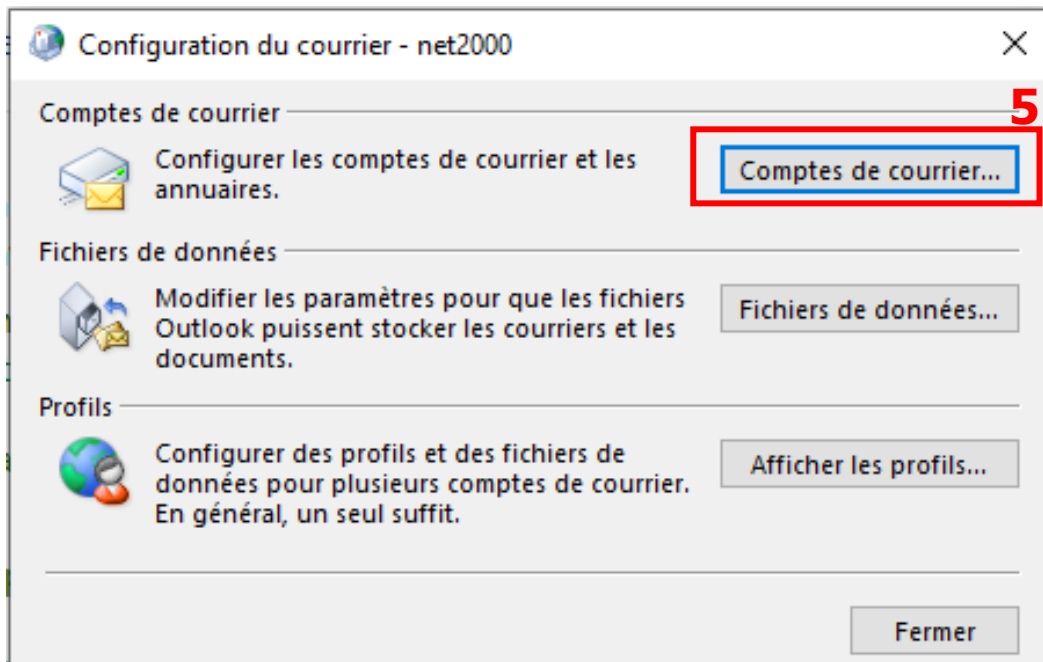 Configuration du courrier - net2000
Comptes de courrier
5
Configurer les comptes de courrier et les
annuaires.
Comptes de courrier...
Fichiers de données
Modifier les paramètres pour que les fichiers
Outlook puissent stocker les courriers et les
documents.
Fichiers de données...
Profils
Configurer des profils et des fichiers de
données pour plusieurs comptes de courrier.
En général, un seul suffit.
Afficher les profils...
Fermer